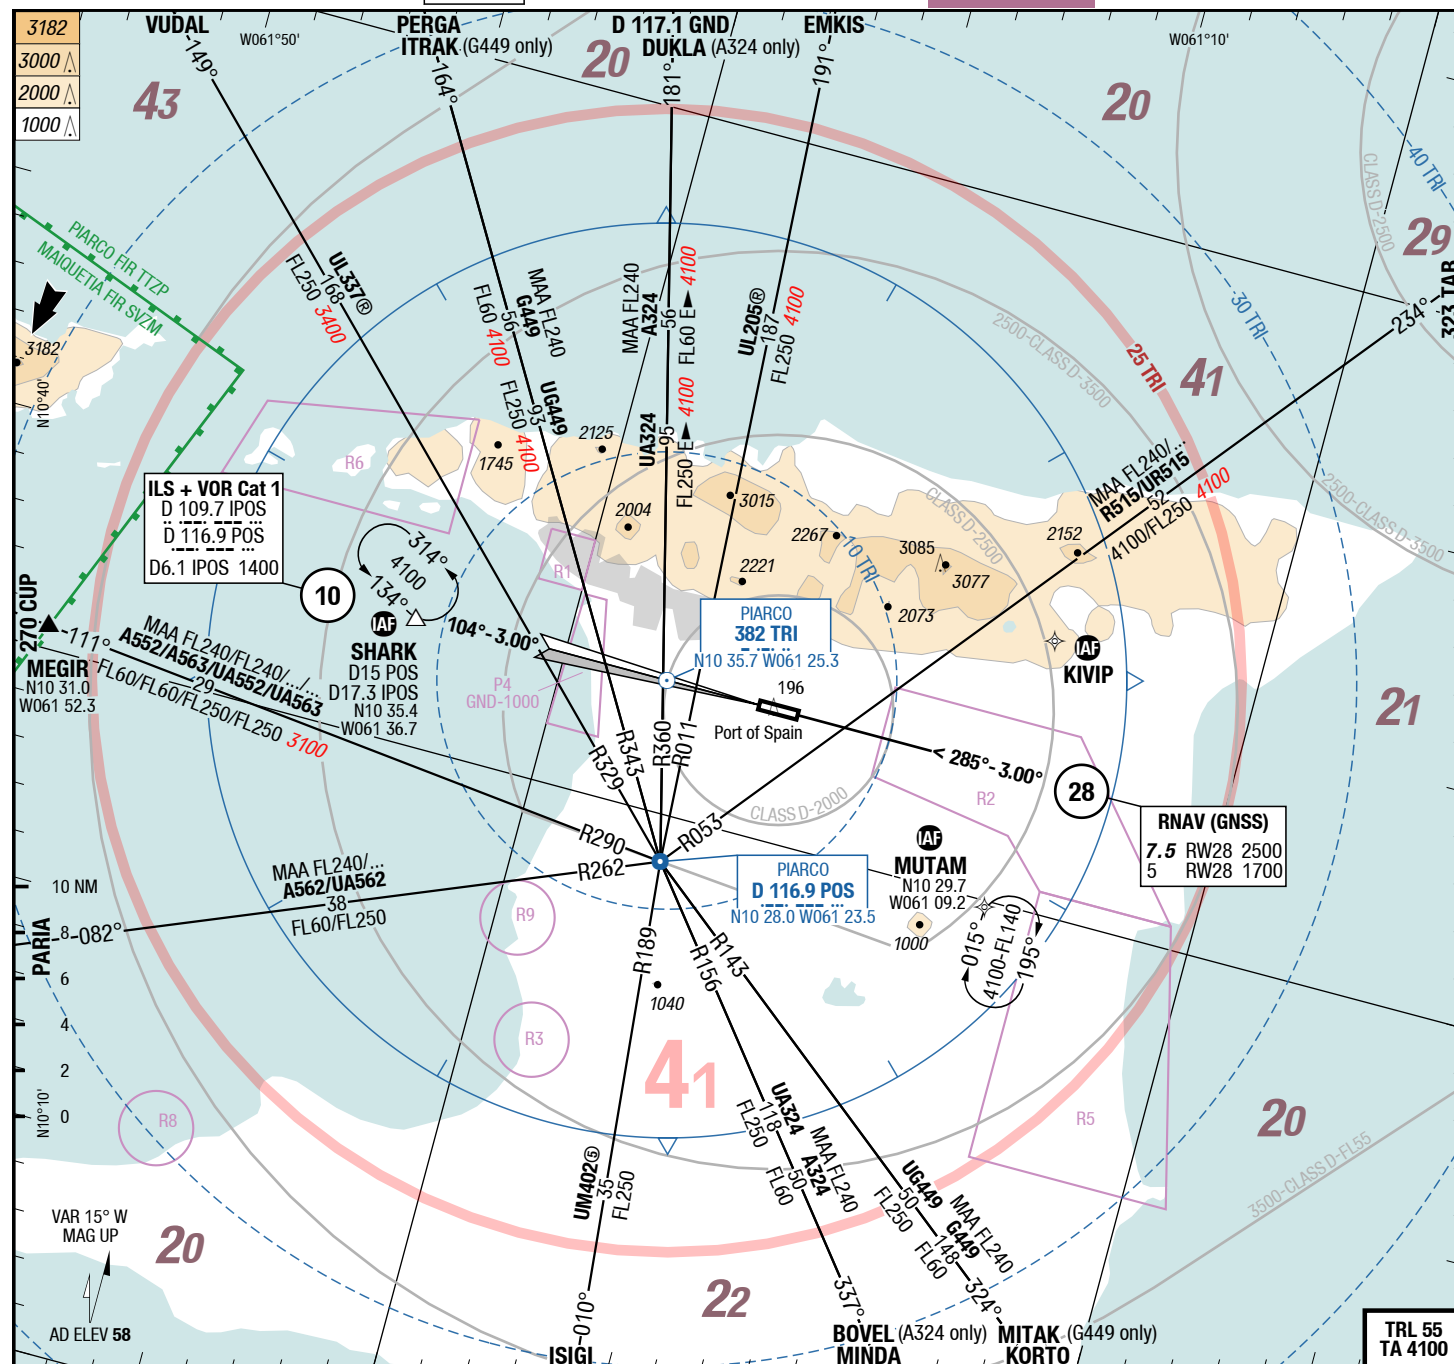 3182
3000
2000
1000
VUDAL
W061°50'
PERGA
ITRAK (G449 only)
D 117.1 GND
DUKLA (A324 only)
EMKIS
W061°10'
149°
164°
181°
191°
43
20
20
40 TRI
CLASS D-2500
29
PIARCO FIR TTZP
MAIQUETIA FIR SVZM
UL337®
168
FL250 3400
MAA FL240
G449
56
FL60 4100
MAA FL240
A324
56
FL60 E 4100
UL205®
187
FL250 4100
30 TRI
234°
323 TAB
3182
N10°40'
2500-CLASS D-3500
25 TRI
41
UG449
93
FL250 4100
UA324
95
FL250 E 4100
R6
1745
2125
MAA FL240/...
R515/UR515
52
4100/FL250 4100
2500-CLASS D-3500
ILS + VOR Cat 1
D 109.7 IPOS
D 116.9 POS
D6.1 IPOS 1400
10
2004
3015
CLASS D-2500
2267
10 TRI
3085
3077
2152
2221
2073
R1
314°
4100
134°
IAF
SHARK
D15 POS
D17.3 IPOS
N10 35.4
W061 36.7
104°-3.00°
PIARCO
382 TRI
N10 35.7 W061 25.3
IAF
KIVIP
270 CUP
MEGIR
N10 31.0
W061 52.3
111°
MAA FL240/FL240/.../...
A552/A563/UA552/UA563
29
FL60/FL60/FL250/FL250 3100
P4
GND-1000
196
Port of Spain
21
R329
R343
R360
R011
< 285°-3.00°
28
R2
CLASS D-2000
RNAV (GNSS)
7.5 RW28 2500
5 RW28 1700
R290
R262
R053
IAF
MUTAM
N10 29.7
W061 09.2
PIARCO
D 116.9 POS
N10 28.0 W061 23.5
MAA FL240/...
A562/UA562
38
FL60/FL250
10 NM
8
6
4
2
0
PARIA
082°
R9
R189
R156
R143
1000
015°
4100-FL140
195°
1040
R3
41
N10°10'
R8
R5
UA324
118
FL250
MAA FL240
A324
50
FL60
20
UM402⑤
35
FL250
UG449
50
FL250
MAA FL240
G449
148
FL60
3500-CLASS D-FL55
VAR 15° W
MAG UP
20
22
010°
337°
324°
AD ELEV 58
ISIGI
BOVEL (A324 only)
MINDA
MITAK (G449 only)
KORTO
TRL 55
TA 4100